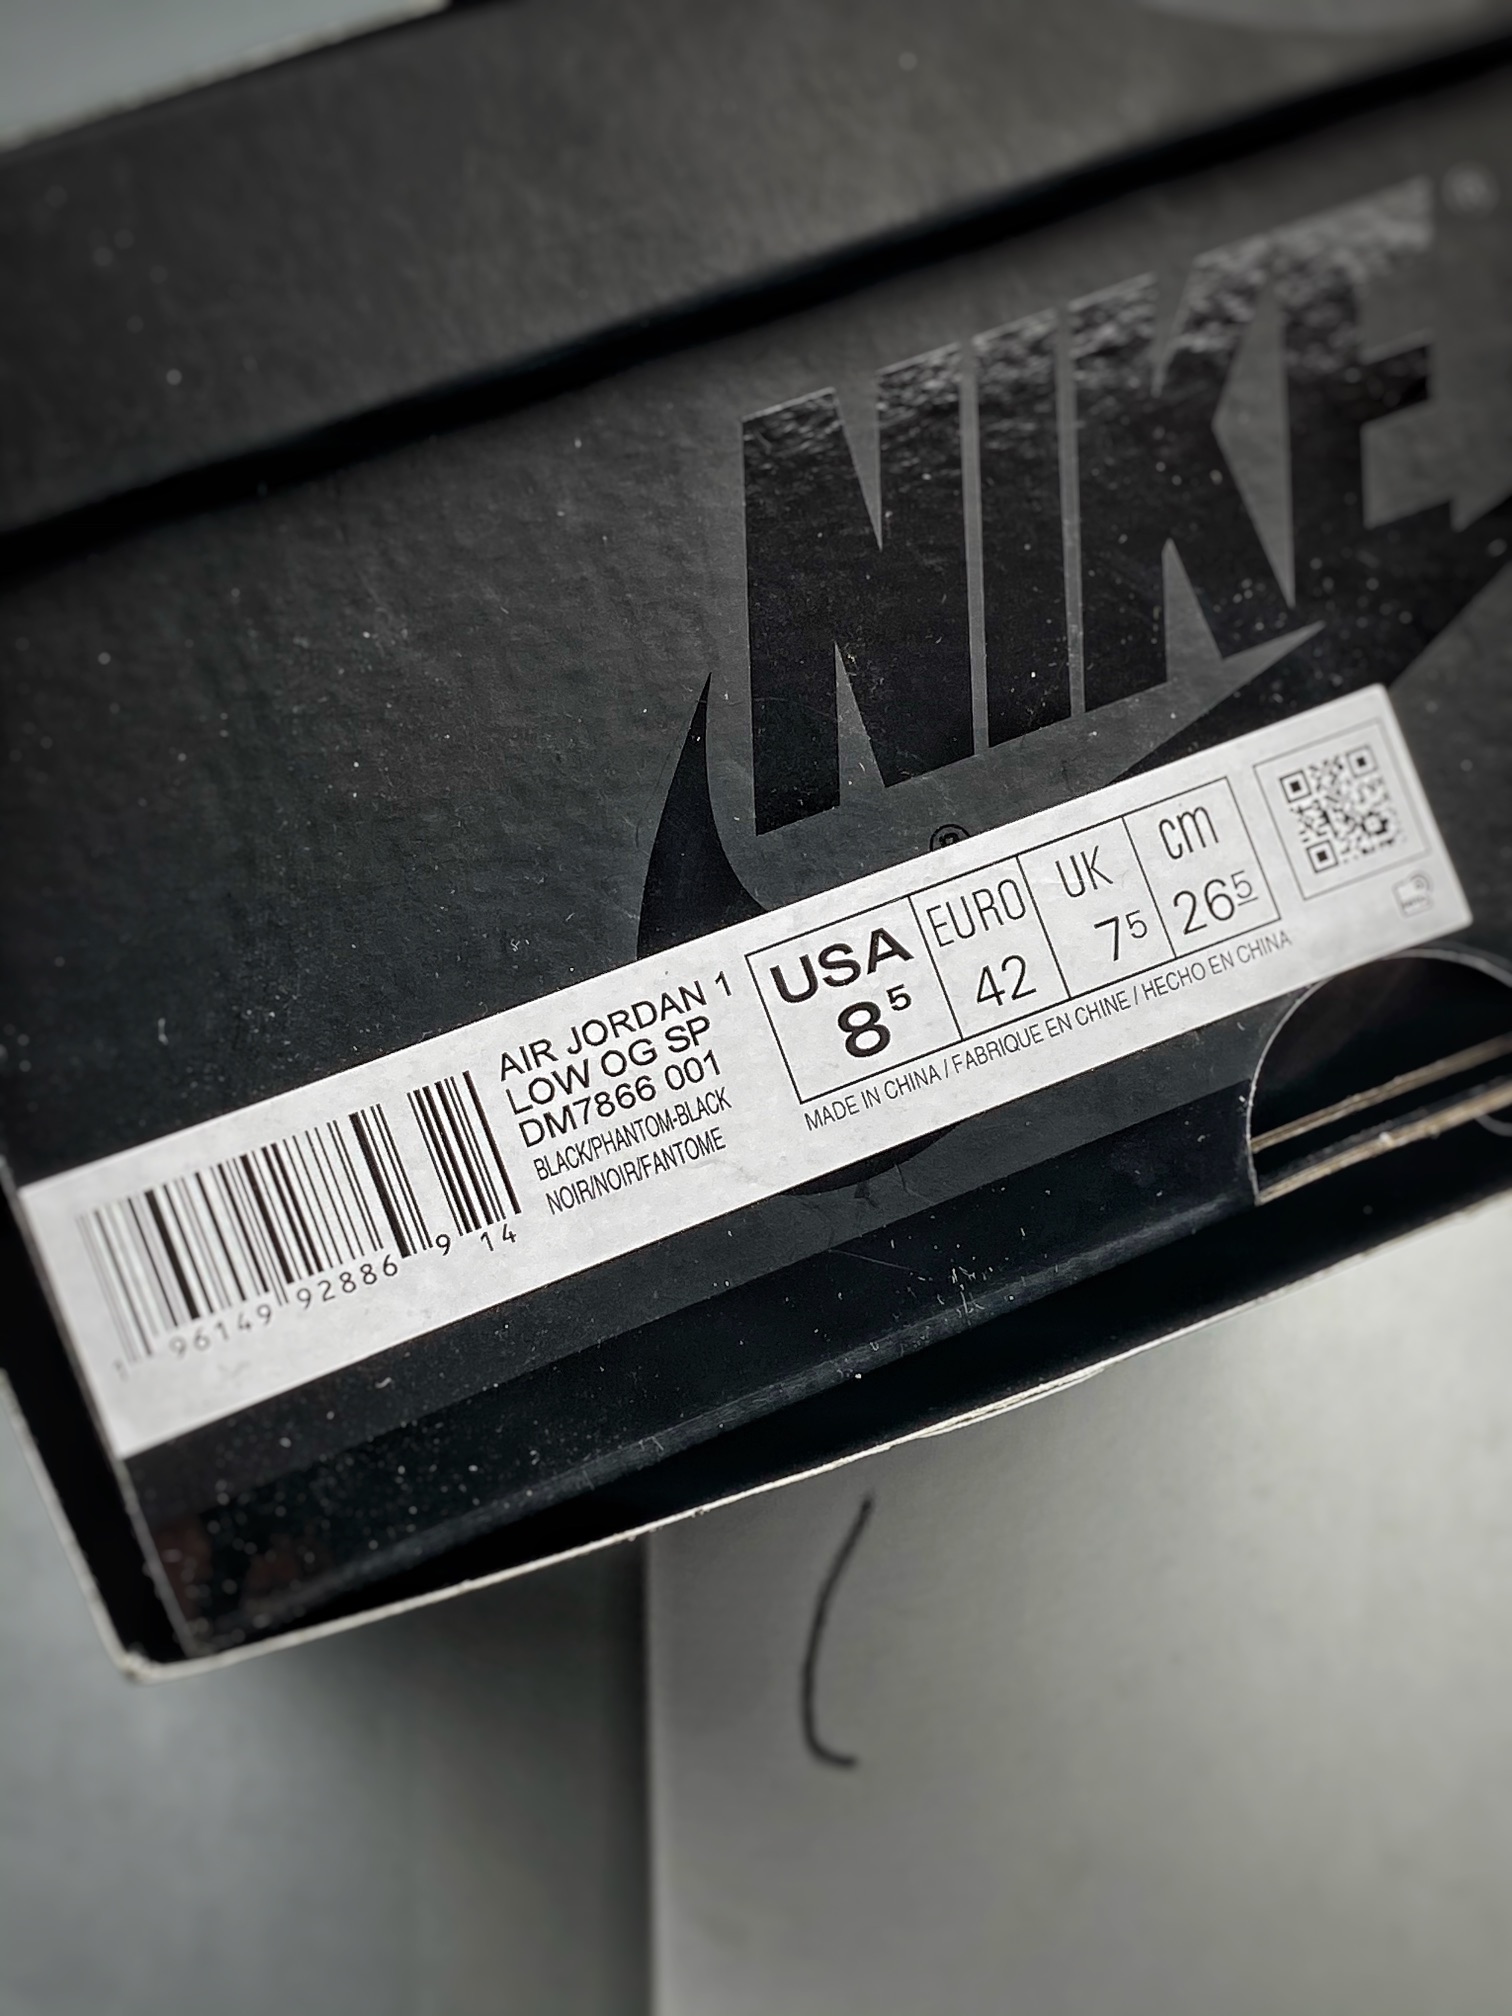 NIKE
AIR JORDAN 1
LOW OG SP
DM7866 001
BLACK/PHANTOM-BLACK
NOIR/NOIR/FANTOME
USA
8⁵
EURO
42
UK
7⁵
cm
26⁵
MADE IN CHINA / FABRIQUE EN CHINE / HECHO EN CHINA
96149 92886 9 14